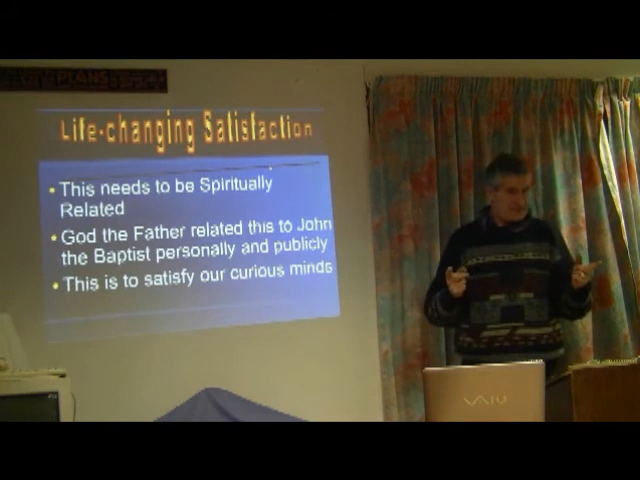 PLANS
Life-changing Satisfaction
• This needs to be Spiritually
Related
• God the Father related this to John
the Baptist personally and publicly
• This is to satisfy our curious minds
VAIO